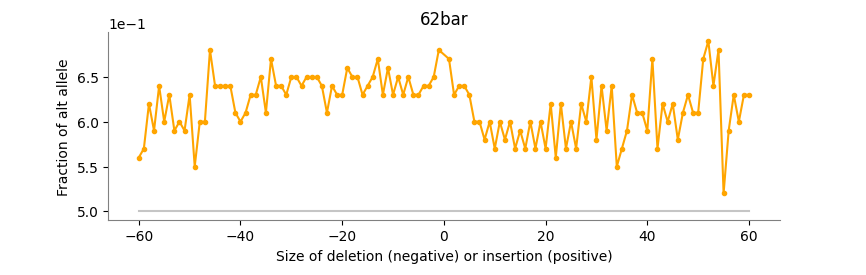 62bar
1e−1
Fraction of alt allele
6.5
6.0
5.5
5.0
−60 −40 −20 0 20 40 60
Size of deletion (negative) or insertion (positive)